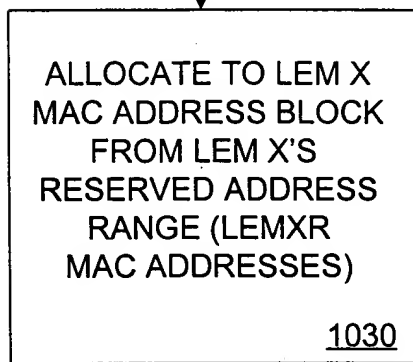 ALLOCATE TO LEM X
MAC ADDRESS BLOCK
FROM LEM X'S
RESERVED ADDRESS
RANGE (LEMXR
MAC ADDRESSES)
1030